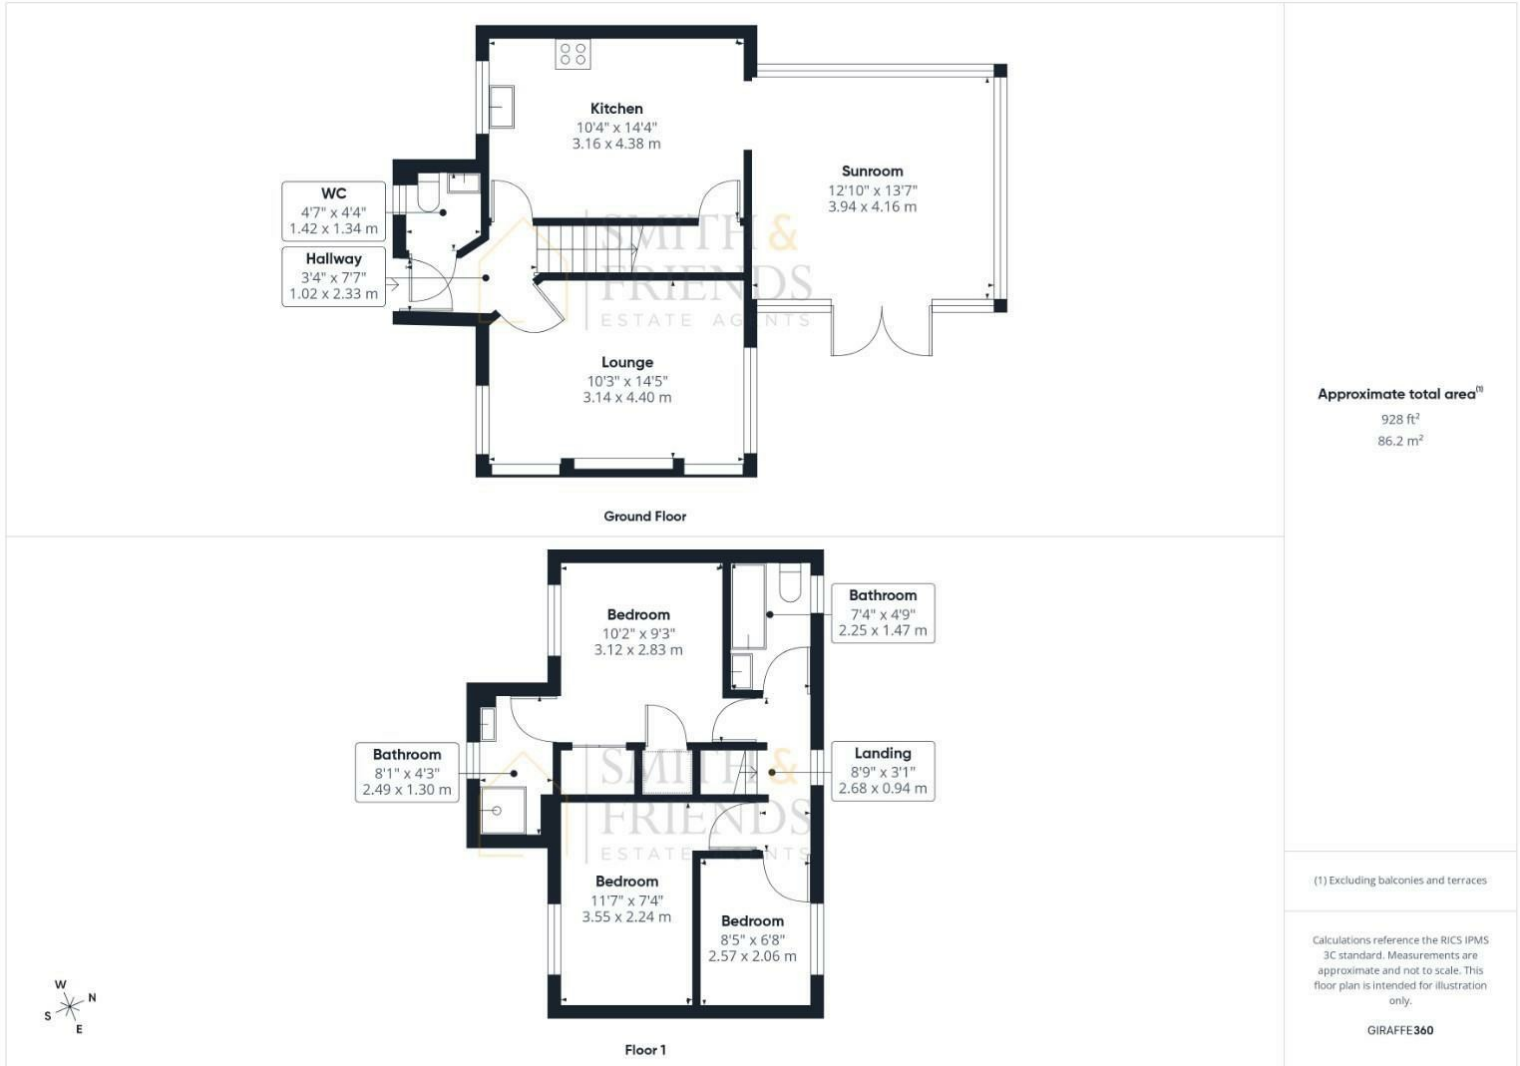 Kitchen
10'4" x 14'4"
3.16 x 4.38 m
Sunroom
12'10" x 13'7"
3.94 x 4.16 m
WC
4'7" x 4'4"
1.42 x 1.34 m
Hallway
3'4" x 7'7"
1.02 x 2.33 m
SMITH &
FRIENDS
ESTATE AGENTS
Lounge
10'3" x 14'5"
3.14 x 4.40 m
Ground Floor
Approximate total area(1)
928 ft²
86.2 m²
Bedroom
10'2" x 9'3"
3.12 x 2.83 m
Bathroom
7'4" x 4'9"
2.25 x 1.47 m
Bathroom
8'1" x 4'3"
2.49 x 1.30 m
Landing
8'9" x 3'1"
2.68 x 0.94 m
SMITH &
FRIENDS
ESTATE AGENTS
Bedroom
11'7" x 7'4"
3.55 x 2.24 m
Bedroom
8'5" x 6'8"
2.57 x 2.06 m
Floor 1
W
N
S
E
(1) Excluding balconies and terraces
Calculations reference the RICS IPMS
3C standard. Measurements are
approximate and not to scale. This
floor plan is intended for illustration
only.
GIRAFFE360